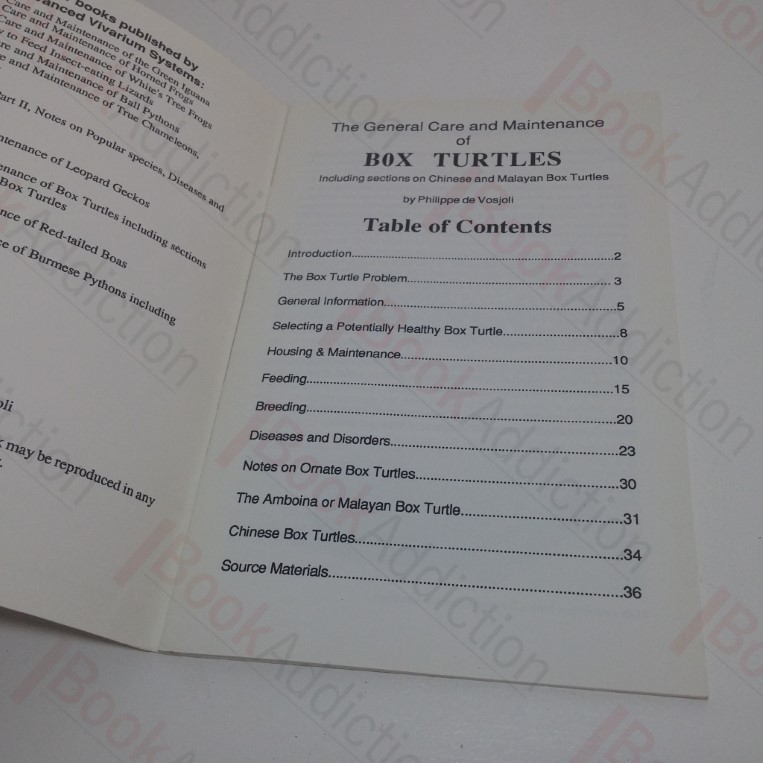 books published by
vanced Vivarium Systems:
Care and Maintenance of the Green Iguana
Care and Maintenance of Horned Frogs
Care and Maintenance of White's Tree Frogs
to Feed Insect-eating Lizards
re and Maintenance of Ball Pythons
e and Maintenance of True Chameleons,
Part II, Notes on Popular species, Diseases and
ntenance of Leopard Geckos
enance of Box Turtles including sections
Box Turtles
nce of Red-tailed Boas
ce of Burmese Pythons including
oli
k may be reproduced in any
The General Care and Maintenance
of
BOX TURTLES
Including sections on Chinese and Malayan Box Turtles
by Philippe de Vosjoli
Table of Contents
Introduction...2
The Box Turtle Problem...3
General Information...5
Selecting a Potentially Healthy Box Turtle...8
Housing & Maintenance...10
Feeding...15
Breeding...20
Diseases and Disorders...23
Notes on Ornate Box Turtles...30
The Amboina or Malayan Box Turtle...31
Chinese Box Turtles...34
Source Materials...36
BookAddiction